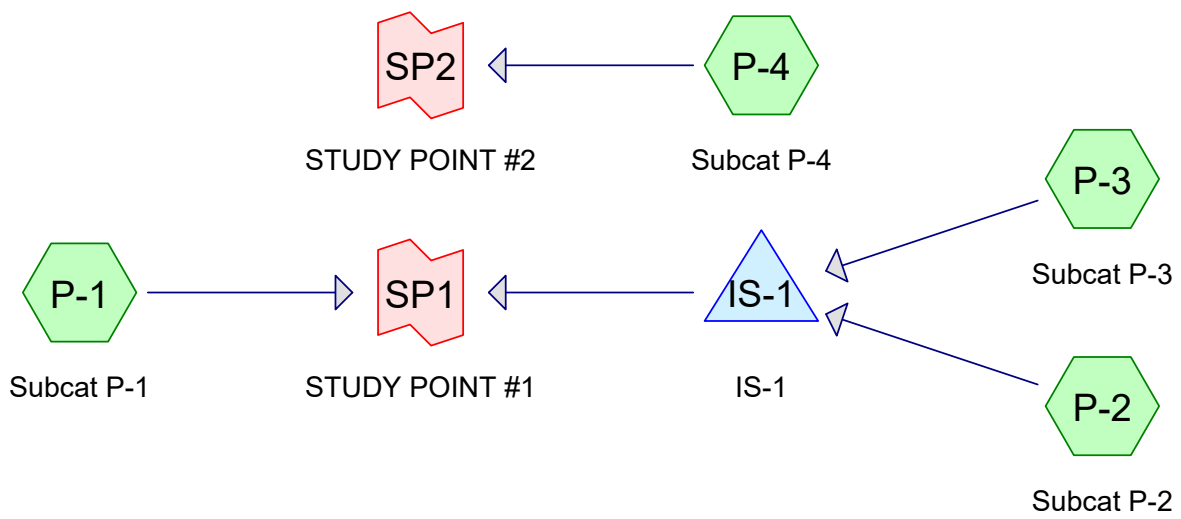 SP2
P-4
STUDY POINT #2
Subcat P-4
P-3
Subcat P-3
P-1
SP1
IS-1
Subcat P-1
STUDY POINT #1
IS-1
P-2
Subcat P-2